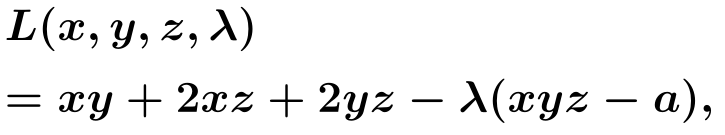 L(x, y, z, λ)
= xy + 2xz + 2yz − λ(xyz − a),